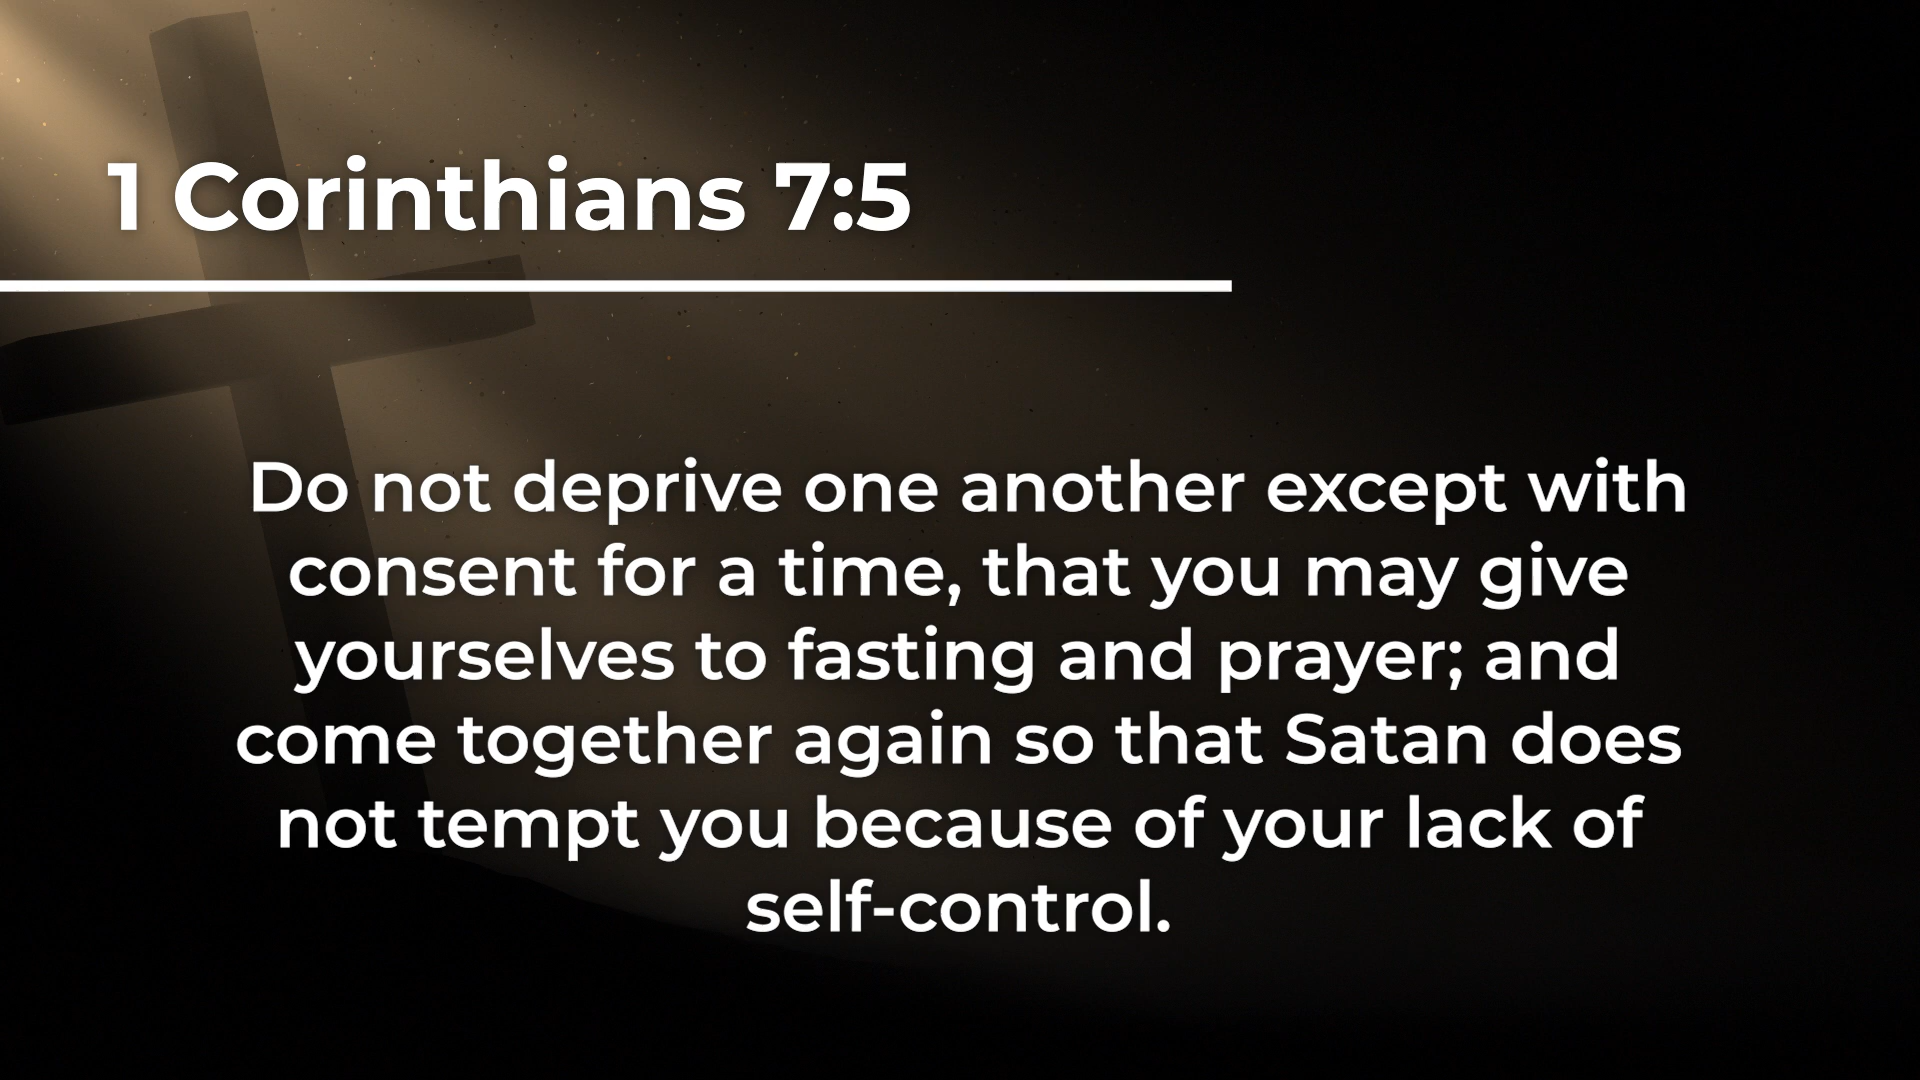 1 Corinthians 7:5
Do not deprive one another except with
consent for a time, that you may give
yourselves to fasting and prayer; and
come together again so that Satan does
not tempt you because of your lack of
self-control.